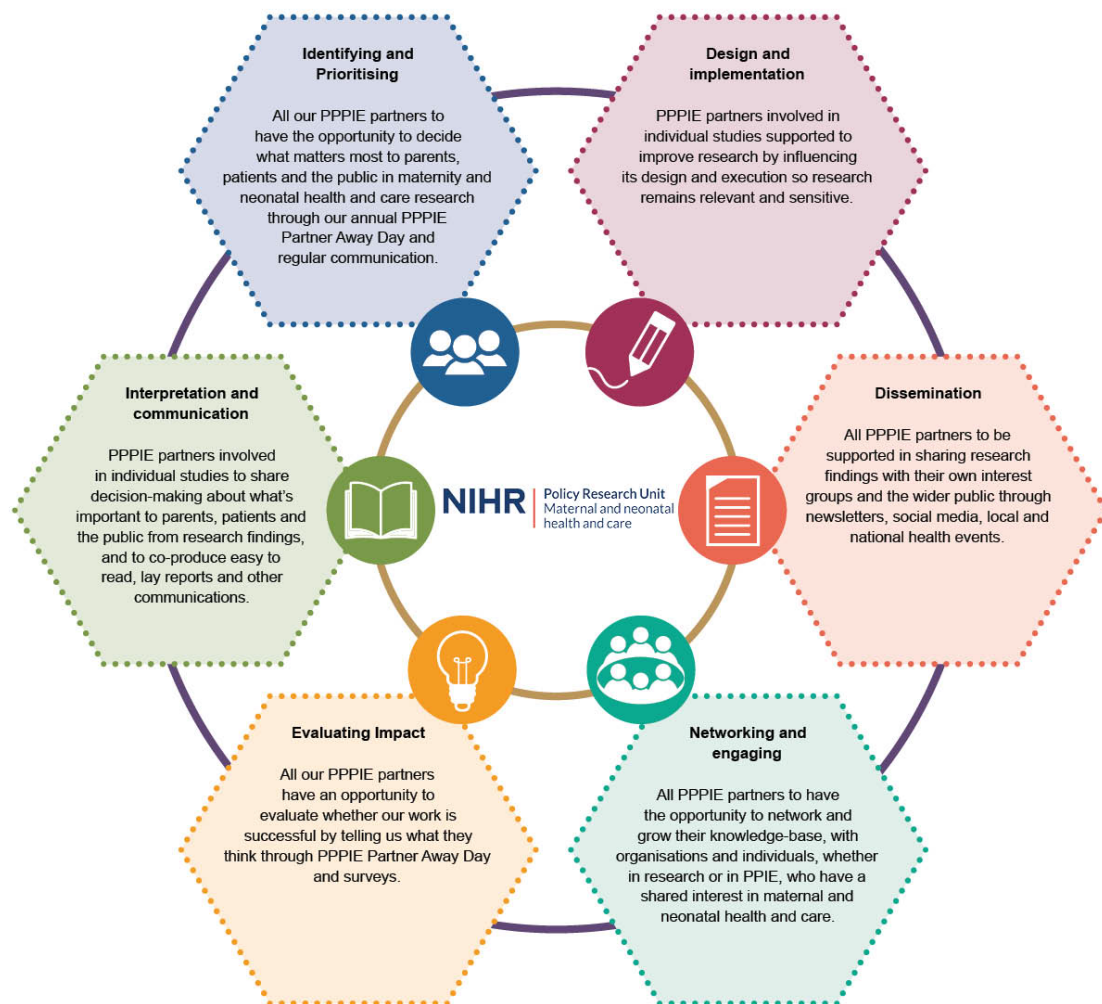 Identifying and
Prioritising
All our PPPIE partners to
have the opportunity to decide
what matters most to parents,
patients and the public in maternity and
neonatal health and care research
through our annual PPPIE
Partner Away Day and
regular communication.
Design and
implementation
PPPIE partners involved in
individual studies supported to
improve research by influencing
its design and execution so research
remains relevant and sensitive.
Interpretation and
communication
PPPIE partners involved
in individual studies to share
decision-making about what's
important to parents, patients and
the public from research findings,
and to co-produce easy to
read, lay reports and other
communications.
NIHR
Policy Research Unit
Maternal and neonatal
health and care
Dissemination
All PPPIE partners to be
supported in sharing research
findings with their own interest
groups and the wider public through
newsletters, social media, local and
national health events.
Evaluating Impact
All our PPPIE partners
have an opportunity to
evaluate whether our work is
successful by telling us what they
think through PPPIE Partner Away Day
and surveys.
Networking and
engaging
All PPPIE partners to have
the opportunity to network and
grow their knowledge-base, with
organisations and individuals, whether
in research or in PPIE, who have a
shared interest in maternal and
neonatal health and care.